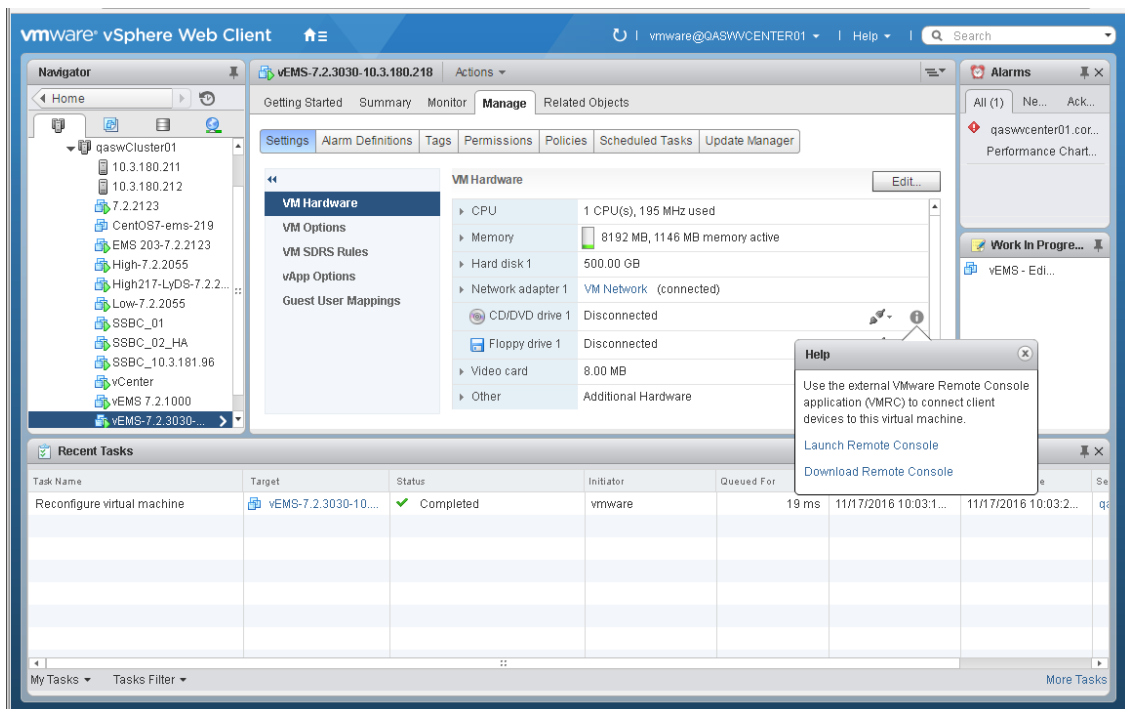 vmware® vSphere Web Client
vmware@QASWVCENTER01
Help
Search
Navigator
Home
qaswCluster01
10.3.180.211
10.3.180.212
7.2.2123
CentOS7-ems-219
EMS 203-7.2.2123
High-7.2.2055
High217-LyDS-7.2.2...
Low-7.2.2055
SSBC_01
SSBC_02_HA
SSBC_10.3.181.96
vCenter
vEMS 7.2.1000
vEMS-7.2.3030-...
vEMS-7.2.3030-10.3.180.218 Actions
Getting Started Summary Monitor Manage Related Objects
Settings Alarm Definitions Tags Permissions Policies Scheduled Tasks Update Manager
VM Hardware
VM Options
VM SDRS Rules
vApp Options
Guest User Mappings
VM Hardware Edit...
CPU 1 CPU(s), 195 MHz used
Memory 8192 MB, 1146 MB memory active
Hard disk 1 500.00 GB
Network adapter 1 VM Network (connected)
CD/DVD drive 1 Disconnected
Floppy drive 1 Disconnected
Video card 8.00 MB
Other Additional Hardware
Help
Use the external VMware Remote Console
application (VMRC) to connect client
devices to this virtual machine.
Launch Remote Console
Download Remote Console
Alarms
All (1) Ne... Ack...
qaswvcenter01.cor...
Performance Chart...
Work In Progre...
vEMS - Edi...
Recent Tasks
Task Name Target Status Initiator Queued For e Se
Reconfigure virtual machine vEMS-7.2.3030-10.... Completed vmware 19 ms 11/17/2016 10:03:1... 11/17/2016 10:03:2... qa
My Tasks Tasks Filter More Tasks